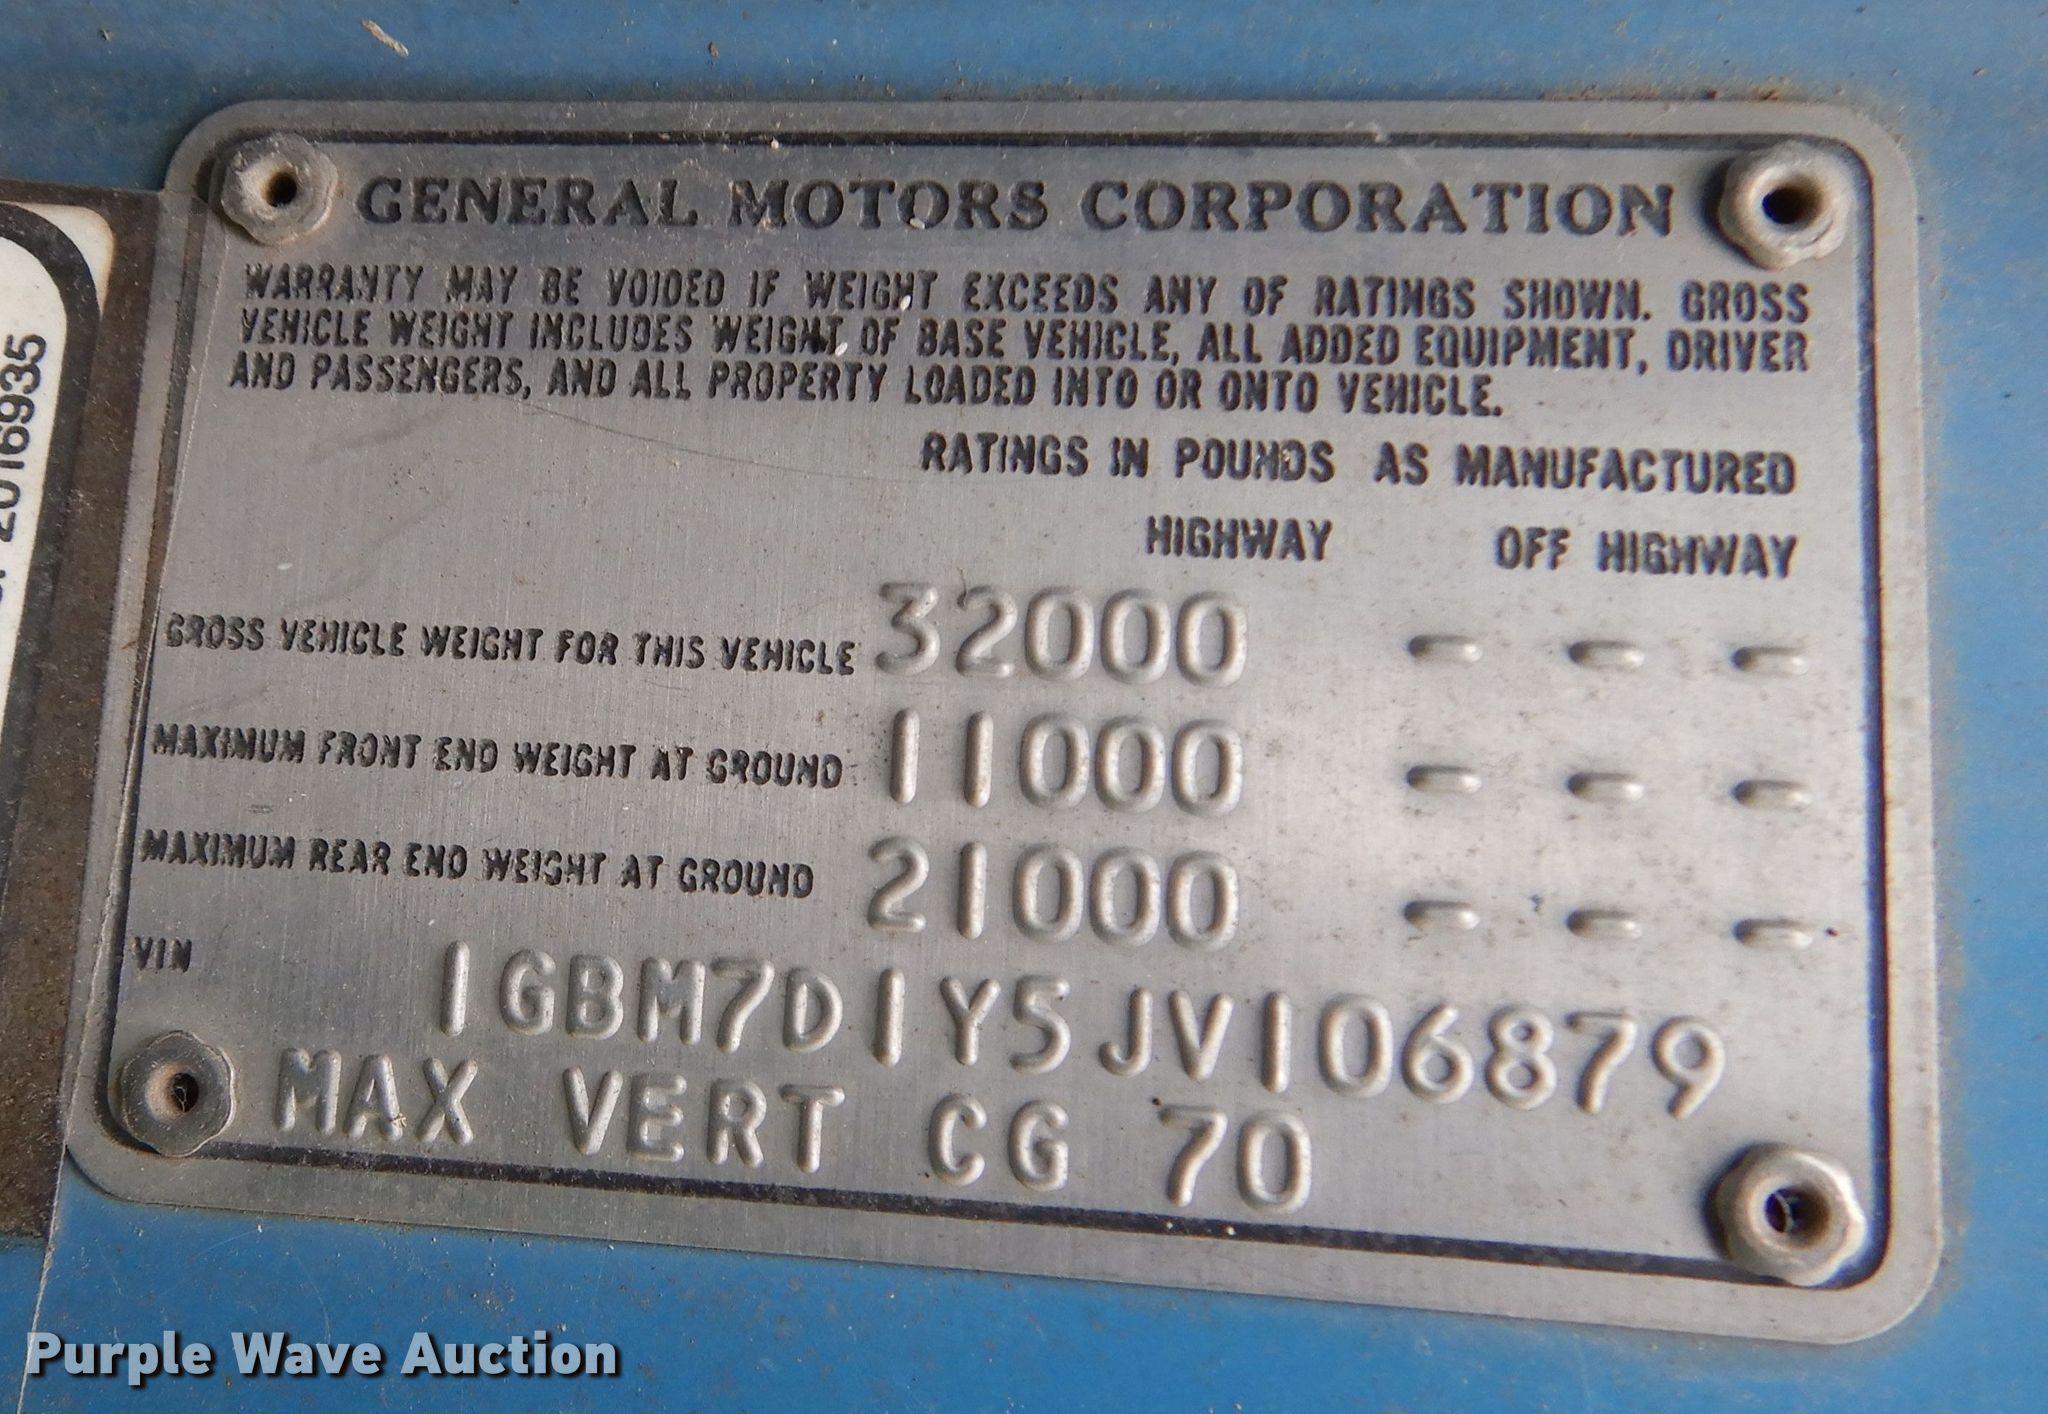 GENERAL MOTORS CORPORATION
WARRANTY MAY BE VOIDED IF WEIGHT EXCEEDS ANY OF RATINGS SHOWN. GROSS
VEHICLE WEIGHT INCLUDES WEIGHT OF BASE VEHICLE, ALL ADDED EQUIPMENT, DRIVER
AND PASSENGERS, AND ALL PROPERTY LOADED INTO OR ONTO VEHICLE.
RATINGS IN POUNDS AS MANUFACTURED
HIGHWAY OFF HIGHWAY
GROSS VEHICLE WEIGHT FOR THIS VEHICLE 32000 - - -
MAXIMUM FRONT END WEIGHT AT GROUND 11000 - - -
MAXIMUM REAR END WEIGHT AT GROUND 21000 - - -
VIN 1GBM7D1Y5JV106879
MAX VERT CG 70
2016935
Purple Wave Auction